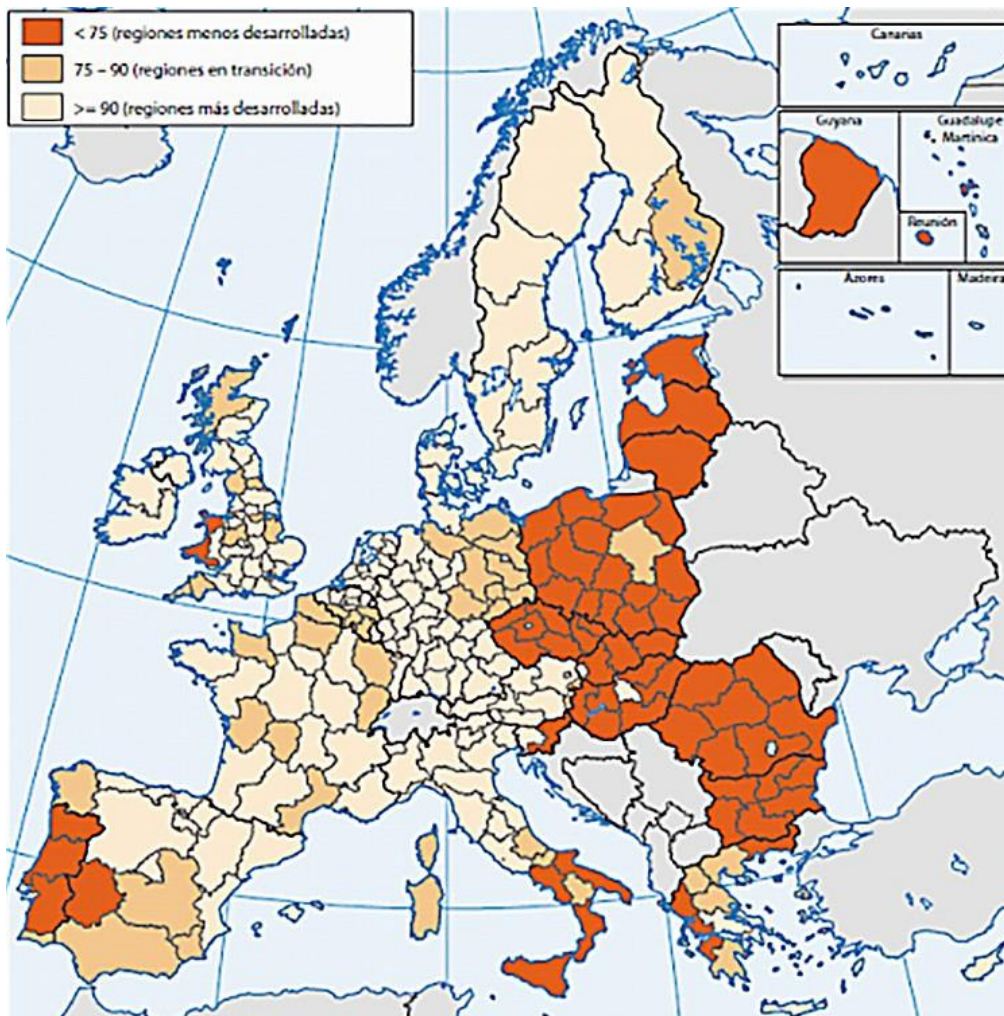 < 75 (regiones menos desarrolladas)
75 – 90 (regiones en transición)
>= 90 (regiones más desarrolladas)
Canarias
Guyana
Guadalupe
Martinica
Reunión
Azores
Madeira